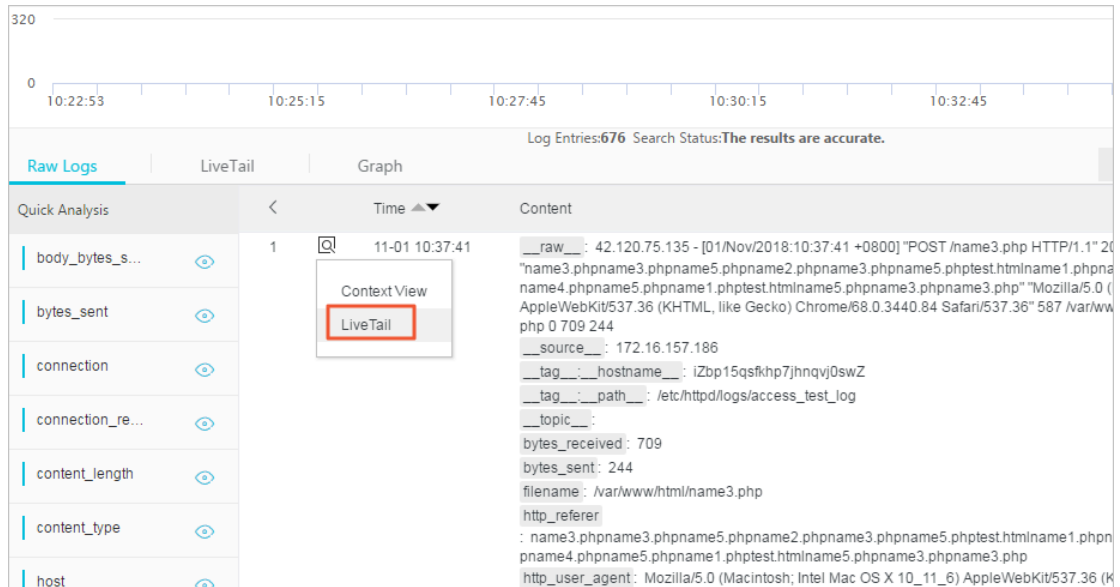 320
0
10:22:53 10:25:15 10:27:45 10:30:15 10:32:45
Log Entries:676 Search Status:The results are accurate.
Raw Logs LiveTail Graph
Quick Analysis
body_bytes_s...
bytes_sent
connection
connection_re...
content_length
content_type
host
< Time Content
1 11-01 10:37:41
Context View
LiveTail
__raw__ : 42.120.75.135 - [01/Nov/2018:10:37:41 +0800] "POST /name3.php HTTP/1.1" 20
"name3.phpname3.phpname5.phpname2.phpname3.phpname5.phptest.htmlname1.phpna
name4.phpname5.phpname1.phptest.htmlname5.phpname3.phpname3.php" "Mozilla/5.0 (
AppleWebKit/537.36 (KHTML, like Gecko) Chrome/68.0.3440.84 Safari/537.36" 587 /var/ww
php 0 709 244
__source__ : 172.16.157.186
__tag__:__hostname__ : iZbp15qsfkhp7jhnqvj0swZ
__tag__:__path__ : /etc/httpd/logs/access_test_log
__topic__ :
bytes_received : 709
bytes_sent : 244
filename : /var/www/html/name3.php
http_referer
: name3.phpname3.phpname5.phpname2.phpname3.phpname5.phptest.htmlname1.phpn
pname4.phpname5.phpname1.phptest.htmlname5.phpname3.phpname3.php
http_user_agent : Mozilla/5.0 (Macintosh; Intel Mac OS X 10_11_6) AppleWebKit/537.36 (K